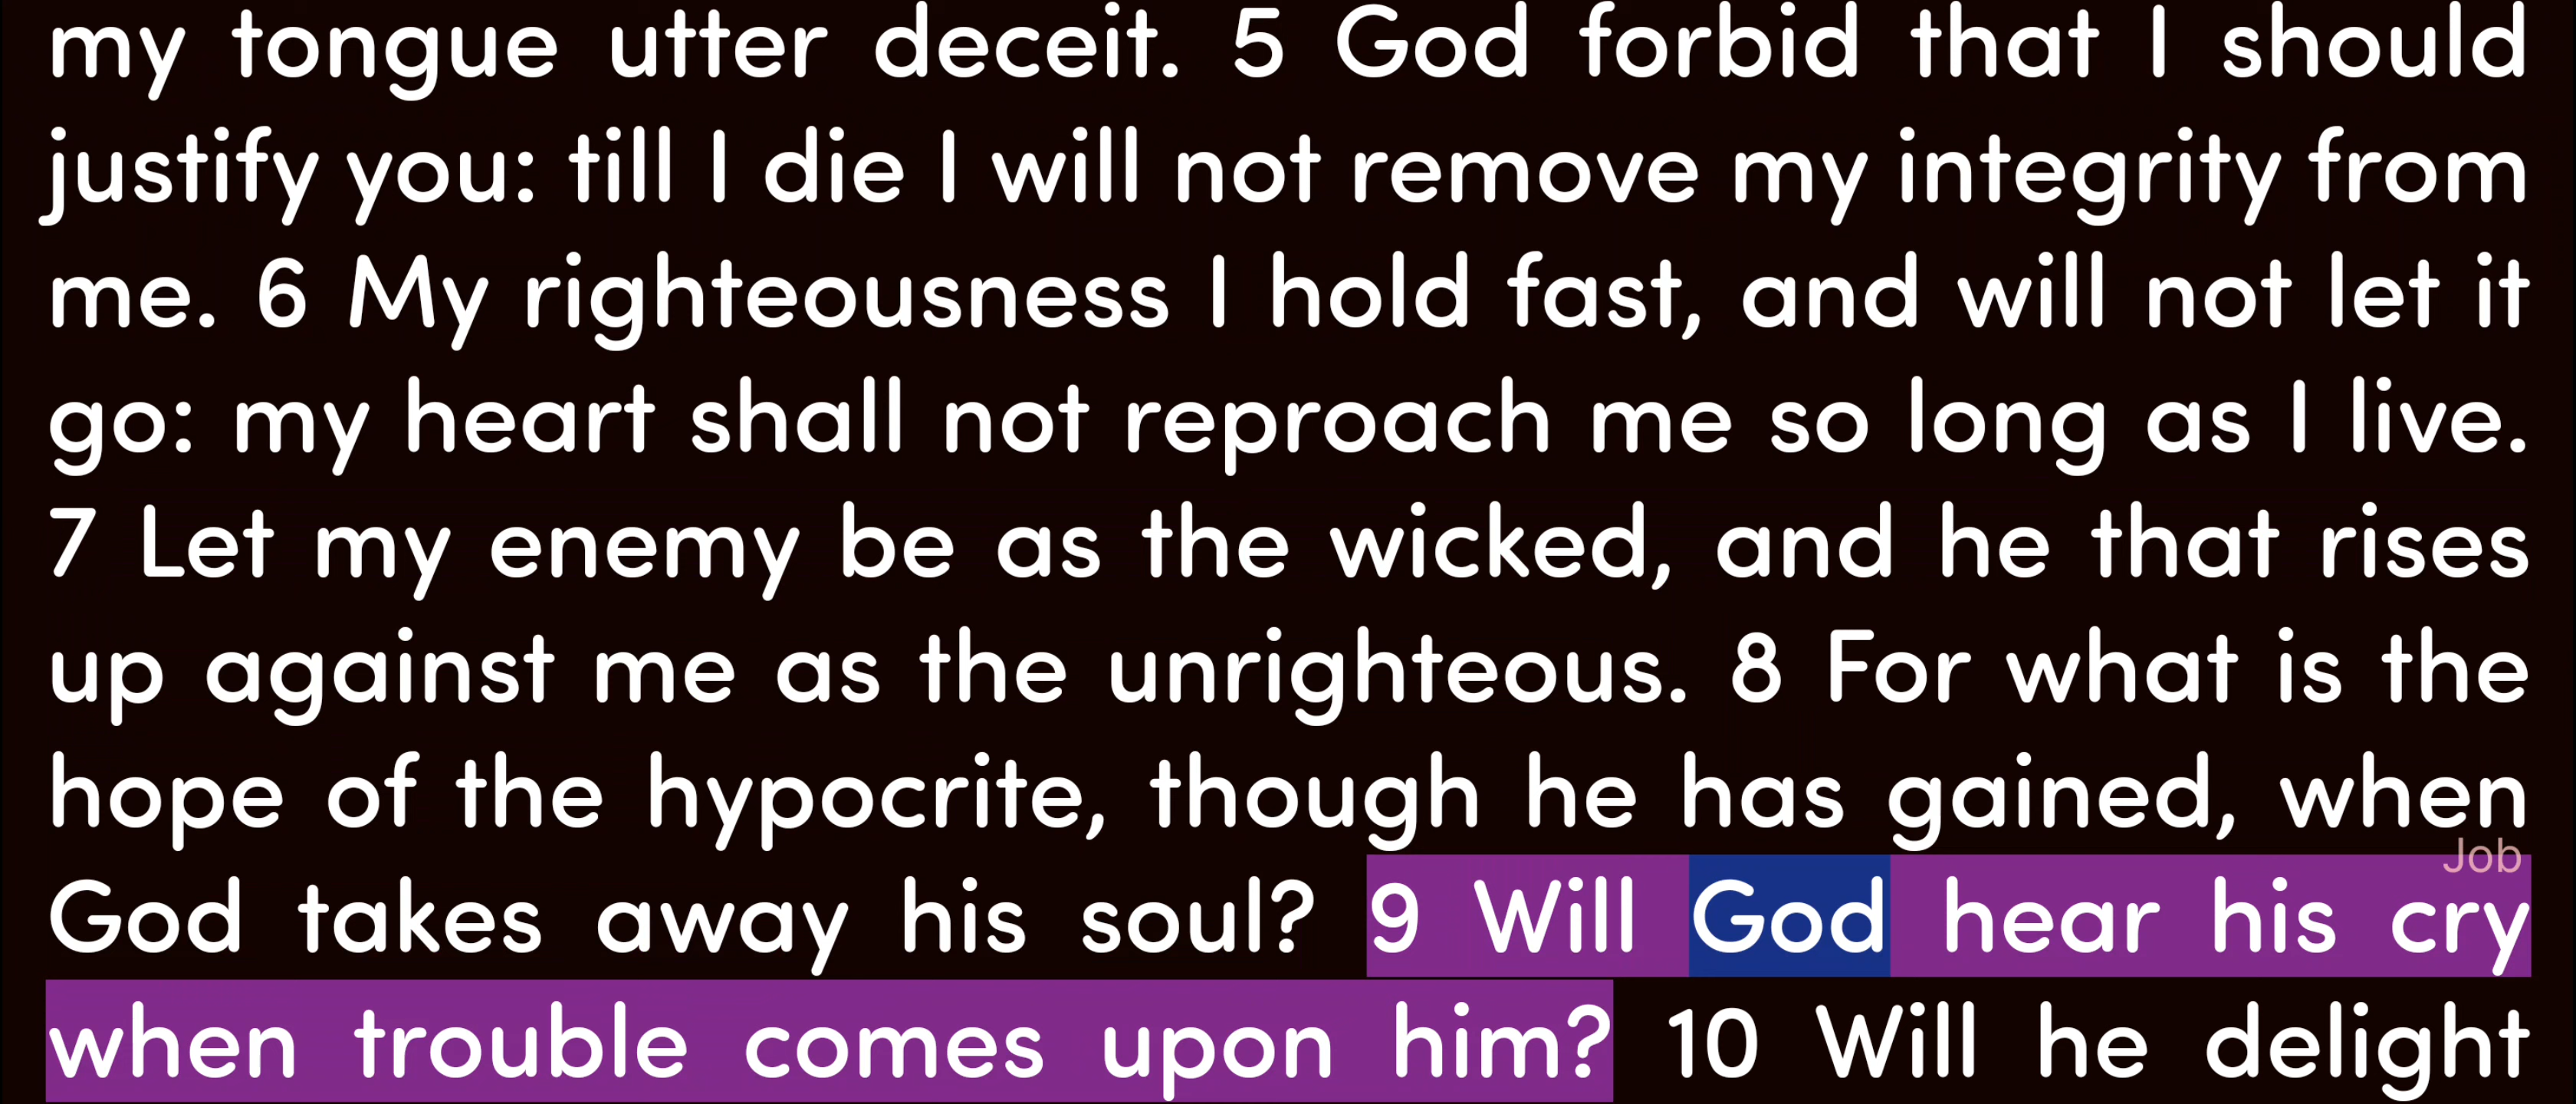 my tongue utter deceit. 5 God forbid that I should
justify you: till I die I will not remove my integrity from
me. 6 My righteousness I hold fast, and will not let it
go: my heart shall not reproach me so long as I live.
7 Let my enemy be as the wicked, and he that rises
up against me as the unrighteous. 8 For what is the
hope of the hypocrite, though he has gained, when
Job
God takes away his soul? 9 Will God hear his cry
when trouble comes upon him? 10 Will he delight